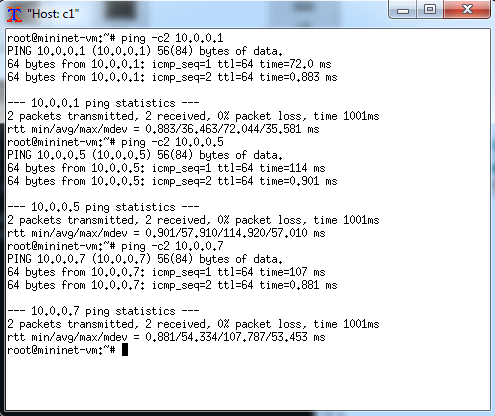 "Host: c1"
root@mininet-vm:~# ping -c2 10.0.0.1
PING 10.0.0.1 (10.0.0.1) 56(84) bytes of data.
64 bytes from 10.0.0.1: icmp_seq=1 ttl=64 time=72.0 ms
64 bytes from 10.0.0.1: icmp_seq=2 ttl=64 time=0.883 ms
--- 10.0.0.1 ping statistics ---
2 packets transmitted, 2 received, 0% packet loss, time 1001ms
rtt min/avg/max/mdev = 0.883/36.463/72.044/35.581 ms
root@mininet-vm:~# ping -c2 10.0.0.5
PING 10.0.0.5 (10.0.0.5) 56(84) bytes of data.
64 bytes from 10.0.0.5: icmp_seq=1 ttl=64 time=114 ms
64 bytes from 10.0.0.5: icmp_seq=2 ttl=64 time=0.901 ms
--- 10.0.0.5 ping statistics ---
2 packets transmitted, 2 received, 0% packet loss, time 1001ms
rtt min/avg/max/mdev = 0.901/57.910/114.920/57.010 ms
root@mininet-vm:~# ping -c2 10.0.0.7
PING 10.0.0.7 (10.0.0.7) 56(84) bytes of data.
64 bytes from 10.0.0.7: icmp_seq=1 ttl=64 time=107 ms
64 bytes from 10.0.0.7: icmp_seq=2 ttl=64 time=0.881 ms
--- 10.0.0.7 ping statistics ---
2 packets transmitted, 2 received, 0% packet loss, time 1001ms
rtt min/avg/max/mdev = 0.881/54.334/107.787/53.453 ms
root@mininet-vm:~#